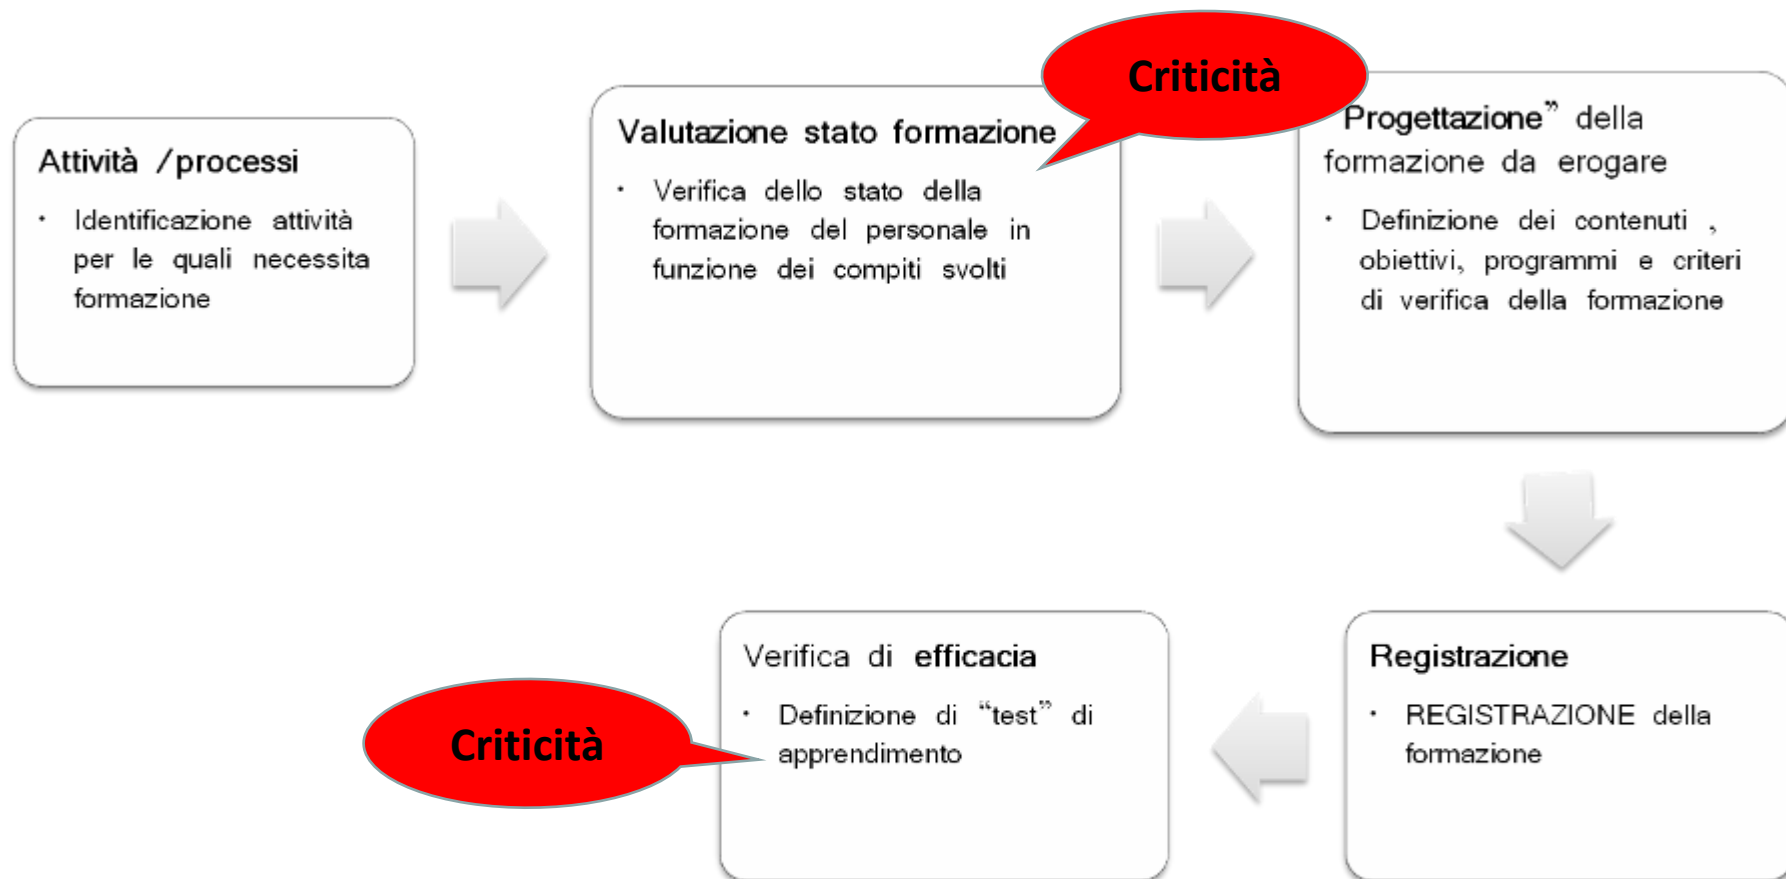 Criticità
Attività /processi
· Identificazione attività
per le quali necessita
formazione
Valutazione stato formazione
· Verifica dello stato della
formazione del personale in
funzione dei compiti svolti
Progettazione” della
formazione da erogare
· Definizione dei contenuti ,
obiettivi, programmi e criteri
di verifica della formazione
Registrazione
· REGISTRAZIONE della
formazione
Verifica di efficacia
· Definizione di “test” di
apprendimento
Criticità